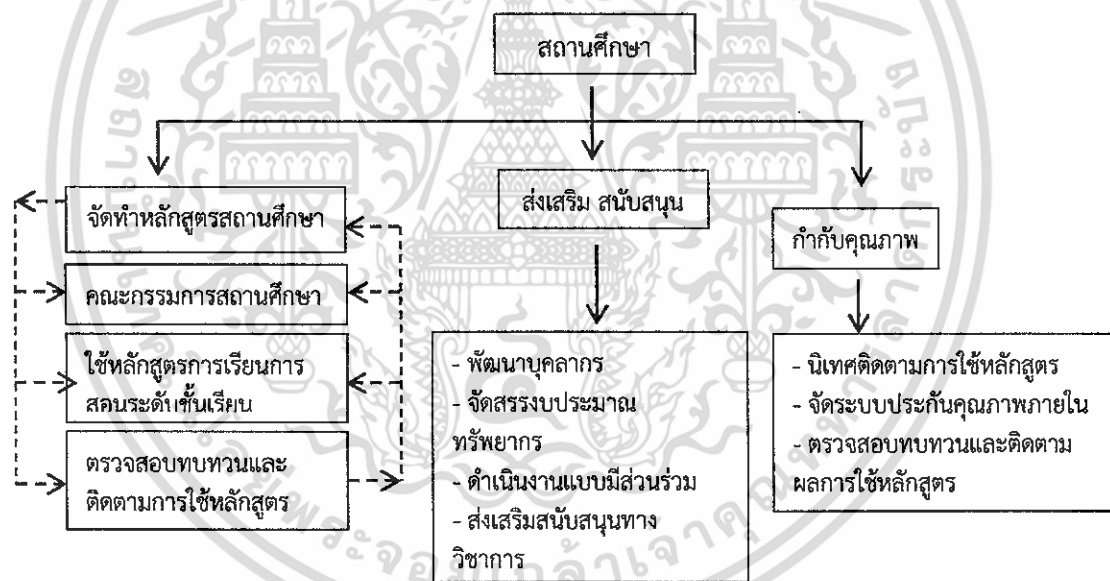 สถานศึกษา
จัดทำหลักสูตรสถานศึกษา
คณะกรรมการสถานศึกษา
ใช้หลักสูตรการเรียนการ
สอนระดับชั้นเรียน
ตรวจสอบทบทวนและ
ติดตามการใช้หลักสูตร
ส่งเสริม สนับสนุน
- พัฒนาบุคลากร
- จัดสรรงบประมาณ
ทรัพยากร
- ดำเนินงานแบบมีส่วนร่วม
- ส่งเสริมสนับสนุนทาง
วิชาการ
กำกับคุณภาพ
- นิเทศติดตามการใช้หลักสูตร
- จัดระบบประกันคุณภาพภายใน
- ตรวจสอบทบทวนและติดตาม
ผลการใช้หลักสูตร